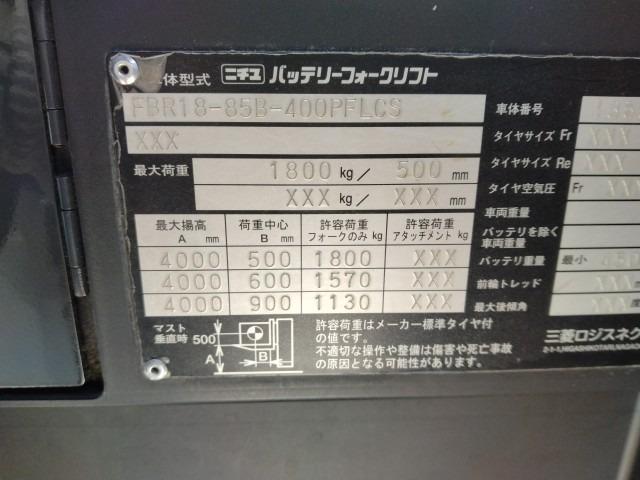 体型式 ニチユ バッテリーフォークリフト
FBR18-85B-400PFLCS
XXX
最大荷重 1800 kg／ 500 mm
XXX kg／ XXX mm
最大揚高 A mm 荷重中心 B mm 許容荷重 フォークのみ kg 許容荷重 アタッチメント kg
4000 500 1800 XXX
4000 600 1570 XXX
4000 900 1130 XXX
マスト垂直時 500 A B
許容荷重はメーカー標準タイヤ付
の値です。
不適切な操作や整備は傷害や死亡事故
の原因となる可能性があります。
車体番号
タイヤサイズ Fr XXX
タイヤサイズ Re XXX
タイヤ空気圧 Fr
車両重量
バッテリを除く
車両重量
バッテリ重量 最小
前輪トレッド
最大後傾角
三菱ロジスネク